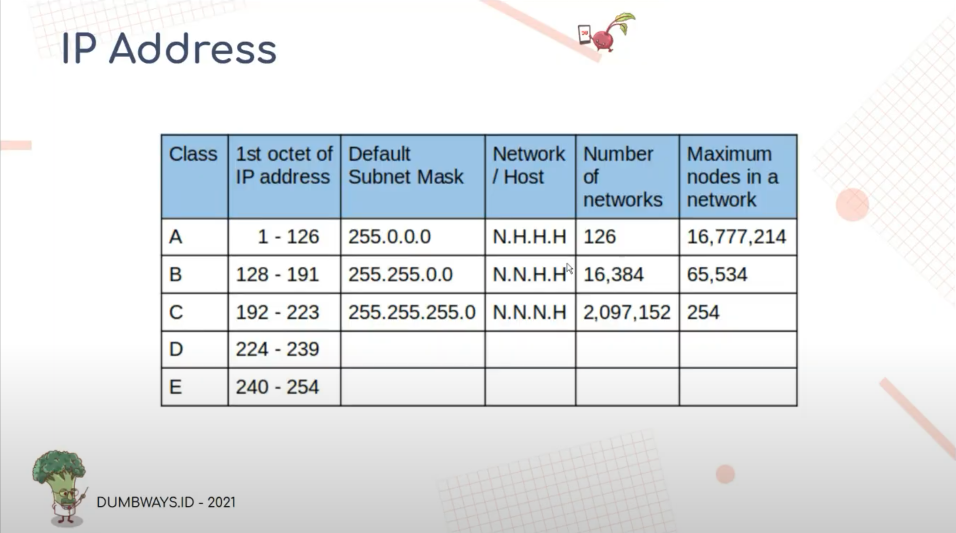 IP Address
Class 1st octet of IP address Default Subnet Mask Network / Host Number of networks Maximum nodes in a network
A 1 - 126 255.0.0.0 N.H.H.H 126 16,777,214
B 128 - 191 255.255.0.0 N.N.H.H 16,384 65,534
C 192 - 223 255.255.255.0 N.N.N.H 2,097,152 254
D 224 - 239
E 240 - 254
DUMBWAYS.ID - 2021